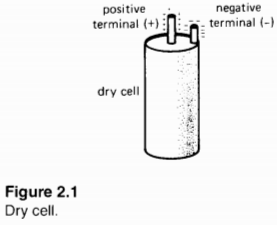 positive
terminal (+)
negative
terminal (−)
dry cell
Figure 2.1
Dry cell.